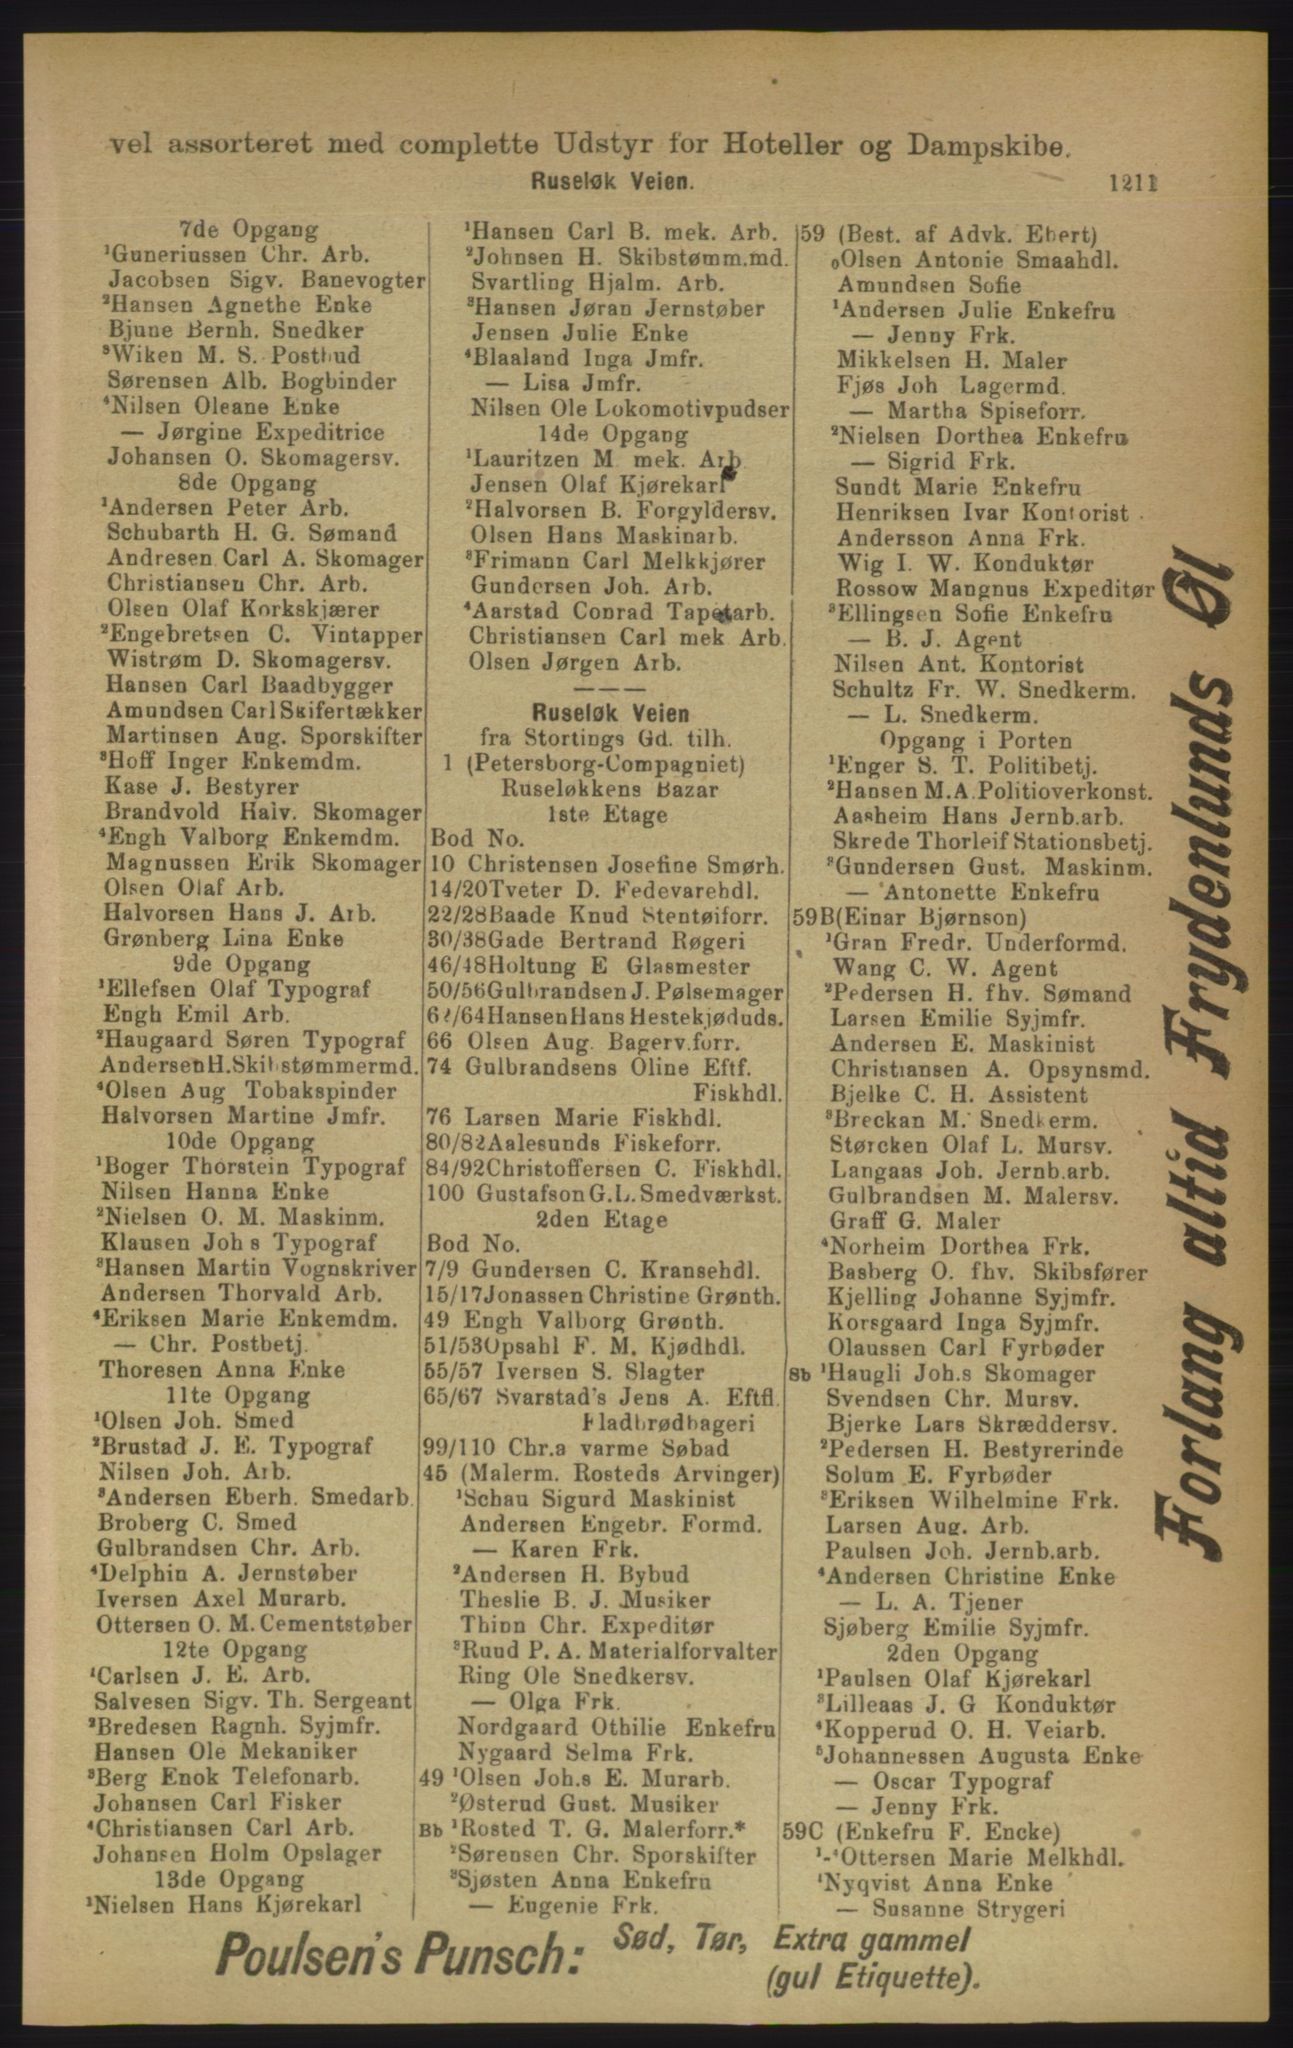 vel assorteret med complette Udstyr for Hoteller og Dampskibe.
Ruseløk Veien.
1211
7de Opgang
¹Guneriussen Chr. Arb.
Jacobsen Sigv. Banevogter
²Hansen Agnethe Enke
Bjune Bernh. Snedker
³Wiken M. S. Postbud
Sørensen Alb. Bogbinder
⁴Nilsen Oleane Enke
— Jørgine Expeditrice
Johansen O. Skomagersv.
8de Opgang
¹Andersen Peter Arb.
Schubarth H. G. Sømand
Andresen Carl A. Skomager
Christiansen Chr. Arb.
Olsen Olaf Korkskjærer
²Engebretsen C. Vintapper
Wistrøm D. Skomagersv.
Hansen Carl Baadbygger
Amundsen Carl Skifertækker
Martinsen Aug. Sporskifter
³Hoff Inger Enkemdm.
Kase J. Bestyrer
Brandvold Halv. Skomager
⁴Engh Valborg Enkemdm.
Magnussen Erik Skomager
Olsen Olaf Arb.
Halvorsen Hans J. Arb.
Grønberg Lina Enke
9de Opgang
¹Ellefsen Olaf Typograf
Engh Emil Arb.
²Haugaard Søren Typograf
Andersen H. Skibstømmermd.
⁴Olsen Aug Tobakspinder
Halvorsen Martine Jmfr.
10de Opgang
¹Boger Thorstein Typograf
Nilsen Hanna Enke
²Nielsen O. M. Maskinm.
Klausen Joh s Typograf
³Hansen Martin Vognskriver
Andersen Thorvald Arb.
⁴Eriksen Marie Enkemdm.
— Chr. Postbetj.
Thoresen Anna Enke
11te Opgang
¹Olsen Joh. Smed
²Brustad J. E. Typograf
Nilsen Joh. Arb.
³Andersen Eberh. Smedarb
Broberg C. Smed
Gulbrandsen Chr. Arb.
⁴Delphin A. Jernstøber
Iversen Axel Murarb.
Ottersen O. M. Cementstøber
12te Opgang
¹Carlsen J. E. Arb.
Salvesen Sigv. Th. Sergeant
²Bredesen Ragnh. Syjmfr.
Hansen Ole Mekaniker
³Berg Enok Telefonarb.
Johansen Carl Fisker
⁴Christiansen Carl Arb.
Johansen Holm Opslager
13de Opgang
¹Nielsen Hans Kjørekarl
¹Hansen Carl B. mek. Arb.
²Johnsen H. Skibstømm.md.
Svartling Hjalm. Arb.
³Hansen Jøran Jernstøber
Jensen Julie Enke
⁴Blaaland Inga Jmfr.
— Lisa Jmfr.
Nilsen Ole Lokomotivpudser
14de Opgang
¹Lauritzen M mek. Arb
Jensen Olaf Kjørekarl
²Halvorsen B. Forgyldersv.
Olsen Hans Maskinarb.
³Frimann Carl Melkkjører
Gundersen Joh. Arb.
⁴Aarstad Conrad Tapetarb.
Christiansen Carl mek Arb.
Olsen Jørgen Arb.
— — —
Ruseløk Veien
fra Stortings Gd. tilh.
1 (Petersborg-Compagniet)
Ruseløkkens Bazar
1ste Etage
Bod No.
10 Christensen Josefine Smørh.
14/20 Tveter D. Fedevarehdl.
22/28 Baade Knud Stentøiforr.
30/38 Gade Bertrand Røgeri
46/48 Holtung E Glasmester
50/56 Gulbrandsen J. Pølsemager
62/64 Hansen Hans Hestekjøduds.
66 Olsen Aug. Bagerv.forr.
74 Gulbrandsens Oline Eftf.
Fiskhdl.
76 Larsen Marie Fiskhdl.
80/82 Aalesunds Fiskeforr.
84/92 Christoffersen C. Fiskhdl.
100 Gustafson G. L. Smedværkst.
2den Etage
Bod No.
7/9 Gundersen C. Kransehdl.
15/17 Jonassen Christine Grønth.
49 Engh Valborg Grønth.
51/53 Opsahl F. M. Kjødhdl.
55/57 Iversen S. Slagter
65/67 Svarstad's Jens A. Eftfl.
Fladbrødbageri
99/110 Chr.a varme Søbad
45 (Malerm. Rosteds Arvinger)
¹Schau Sigurd Maskinist
Andersen Engebr. Formd.
— Karen Frk.
²Andersen H. Bybud
Theslie B. J. Musiker
Thinn Chr. Expeditør
³Ruud P. A. Materialforvalter
Ring Ole Snedkersv.
— Olga Frk.
Nordgaard Othilie Enkefru
Nygaard Selma Frk.
49 ¹Olsen Joh.s E. Murarb.
²Østerud Gust. Musiker
Bb ¹Rosted T. G. Malerforr.*
²Sørensen Chr. Sporskifter
³Sjøsten Anna Enkefru
— Eugenie Frk.
59 (Best. af Advk. Ebert)
₀Olsen Antonie Smaahdl.
Amundsen Sofie
¹Andersen Julie Enkefru
— Jenny Frk.
Mikkelsen H. Maler
Fjøs Joh Lagermd.
— Martha Spiseforr.
²Nielsen Dorthea Enkefru
— Sigrid Frk.
Sundt Marie Enkefru
Henriksen Ivar Kontorist
Andersson Anna Frk.
Wig I. W. Konduktør
Rossow Mangnus Expeditør
³Ellingsen Sofie Enkefru
— B. J. Agent
Nilsen Ant. Kontorist
Schultz Fr. W. Snedkerm.
— L. Snedkerm.
Opgang i Porten
¹Enger S. T. Politibetj.
²Hansen M. A. Politioverkonst.
Aasheim Hans Jernb.arb.
Skrede Thorleif Stationsbetj.
³Gundersen Gust. Maskinm.
— Antonette Enkefru
59B (Einar Bjørnson)
¹Gran Fredr. Underformd.
Wang C. W. Agent
²Pedersen H. fhv. Sømand
Larsen Emilie Syjmfr.
Andersen E. Maskinist
Christiansen A. Opsynsmd.
Bjelke C. H. Assistent
³Breckan M. Snedkerm.
Størcken Olaf L. Mursv.
Langaas Joh. Jernb.arb.
Gulbrandsen M. Malersv.
Graff G. Maler
⁴Norheim Dorthea Frk.
Basberg O. fhv. Skibsfører
Kjelling Johanne Syjmfr.
Korsgaard Inga Syjmfr.
Olaussen Carl Fyrbøder
Sb ¹Haugli Joh.s Skomager
Svendsen Chr. Mursv.
Bjerke Lars Skræddersv.
²Pedersen H. Bestyrerinde
Solum E. Fyrbøder
³Eriksen Wilhelmine Frk.
Larsen Aug. Arb.
Paulsen Joh. Jernb.arb.
⁴Andersen Christine Enke
— L. A. Tjener
Sjøberg Emilie Syjmfr.
2den Opgang
¹Paulsen Olaf Kjørekarl
³Lilleaas J. G Konduktør
⁴Kopperud O. H. Veiarb.
⁵Johannessen Augusta Enke
— Oscar Typograf
— Jenny Frk.
59C (Enkefru F. Encke)
¹-⁴Ottersen Marie Melkhdl.
¹Nyqvist Anna Enke
— Susanne Strygeri
Forlang altid Frydenlunds Øl
Poulsen's Punsch: Sød, Tør, Extra gammel
(gul Etiquette).